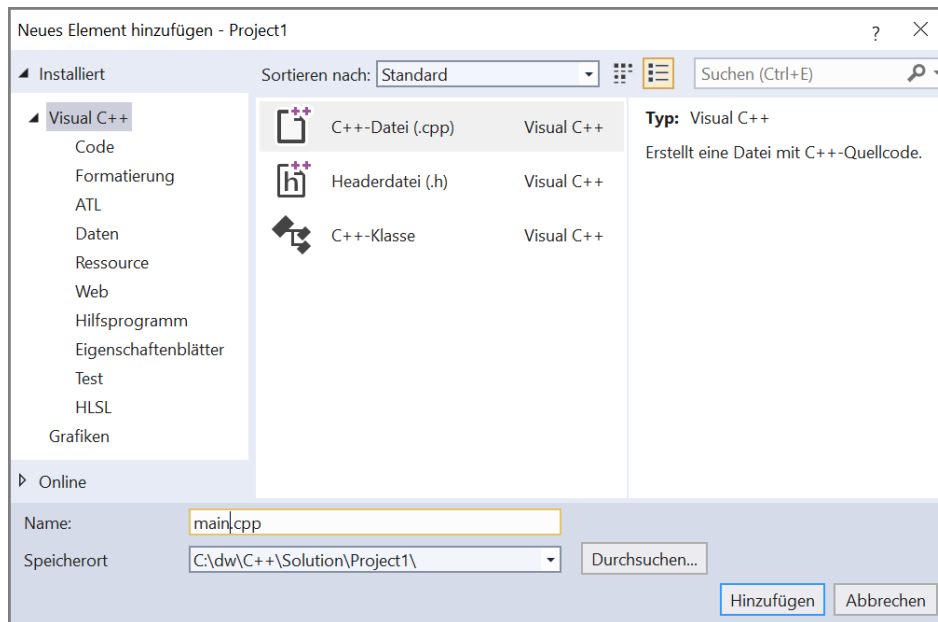 Neues Element hinzufügen - Project1
?
Installiert
Sortieren nach: Standard
Suchen (Ctrl+E)
Visual C++
Code
Formatierung
ATL
Daten
Ressource
Web
Hilfsprogramm
Eigenschaftenblätter
Test
HLSL
Grafiken
Online
C++-Datei (.cpp) Visual C++
Headerdatei (.h) Visual C++
C++-Klasse Visual C++
Typ: Visual C++
Erstellt eine Datei mit C++-Quellcode.
Name: main.cpp
Speicherort C:\dw\C++\Solution\Project1\ Durchsuchen...
Hinzufügen Abbrechen